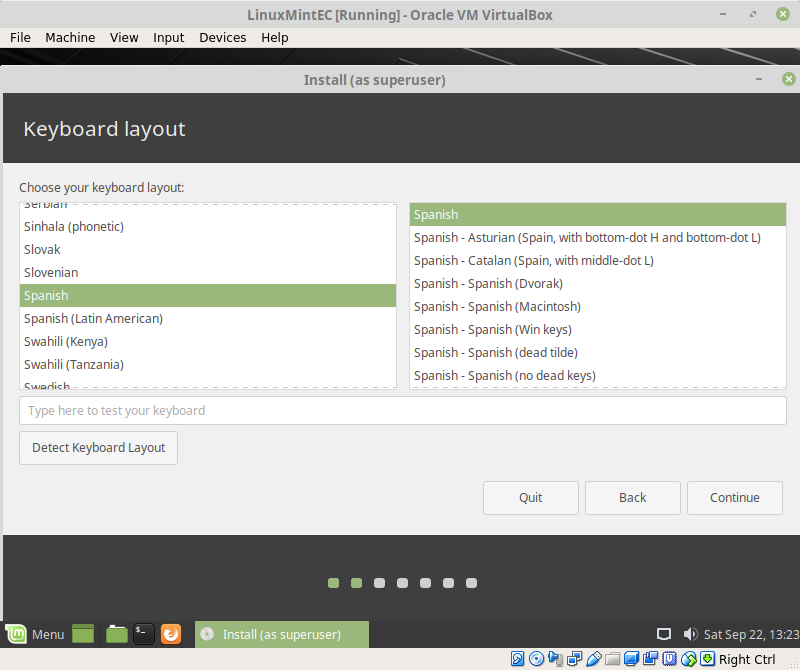 LinuxMintEC [Running] - Oracle VM VirtualBox
File Machine View Input Devices Help
Install (as superuser)
Keyboard layout
Choose your keyboard layout:
Serbian
Sinhala (phonetic)
Slovak
Slovenian
Spanish
Spanish (Latin American)
Swahili (Kenya)
Swahili (Tanzania)
Swedish
Spanish
Spanish - Asturian (Spain, with bottom-dot H and bottom-dot L)
Spanish - Catalan (Spain, with middle-dot L)
Spanish - Spanish (Dvorak)
Spanish - Spanish (Macintosh)
Spanish - Spanish (Win keys)
Spanish - Spanish (dead tilde)
Spanish - Spanish (no dead keys)
Type here to test your keyboard
Detect Keyboard Layout
Quit Back Continue
Menu Install (as superuser) Sat Sep 22, 13:23
Right Ctrl